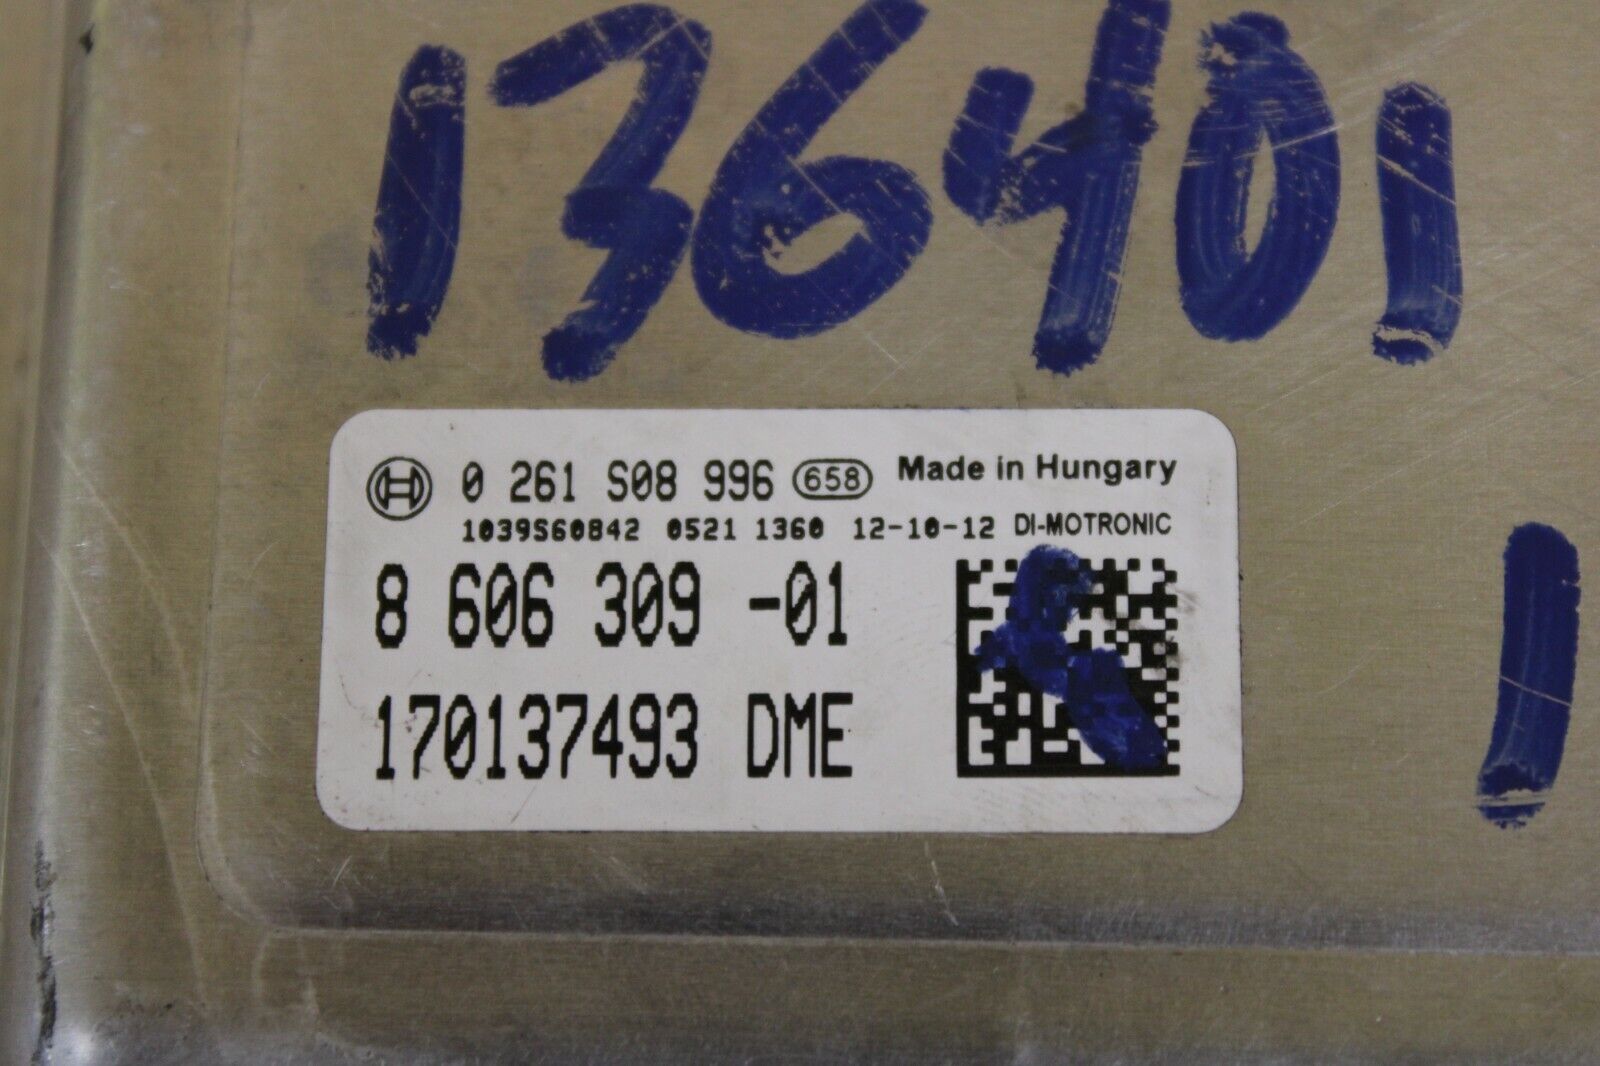 136401
0 261 S08 996 658 Made in Hungary
1039S60842 0521 1360 12-10-12 DI-MOTRONIC
8 606 309 -01
170137493 DME
1